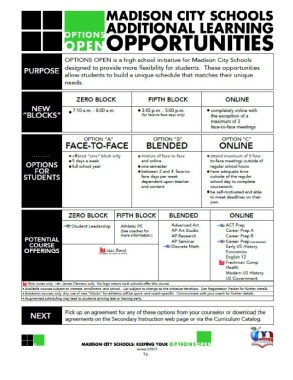 MADISON CITY SCHOOLS
OPTIONS ADDITIONAL LEARNING
OPEN OPPORTUNITIES
PURPOSE
OPTIONS OPEN is a high school initiative for Madison City Schools
designed to provide more flexibility for students. These opportunities
allow students to build a unique schedule that matches their unique
needs.
NEW
"BLOCKS"
ZERO BLOCK
7:10 a.m. - 8:00 a.m.
FIFTH BLOCK
3:45 p.m. - 5:00 p.m.
(for face-to-face days only)
ONLINE
completely online with
the exception of a
maximum of 3
face-to-face meetings
OPTIONS
FOR
STUDENTS
OPTION "A"
FACE-TO-FACE
offered "zero" block only
5 days a week
full school year
OPTION "B"
BLENDED
mixture of face-to-face
and online
one semester
between 2 and 4 face-to-
face days per week
dependent upon teacher
and content
OPTION "C"
ONLINE
attend maximum of 3 face-
to-face meetings outside of
regular school hours
have adequate time
outside of the regular
school day to complete
coursework.
be self-motivated and able
to meet deadlines on their
own.
POTENTIAL
COURSE
OFFERINGS
ZERO BLOCK
Student Leadership
FIFTH BLOCK
Athletic PE
(see coaches for
more information)
Jazz Band
BLENDED
Advanced Art
AP Art Studio
AP Research
AP Seminar
Discrete Math
ONLINE
ACT Prep
Career Prep A
Career Prep B
Career Prep
Early US History
Economics
English 12
Freshman Comp
Health
Modern US History
US Government
NEXT
Pick up an agreement for any of these options from your counselor or download the
agreements on the Secondary Instruction web page or via the Curriculum Catalog.
MADISON CITY SCHOOLS: KEEPING YOUR OPTIONS OPEN